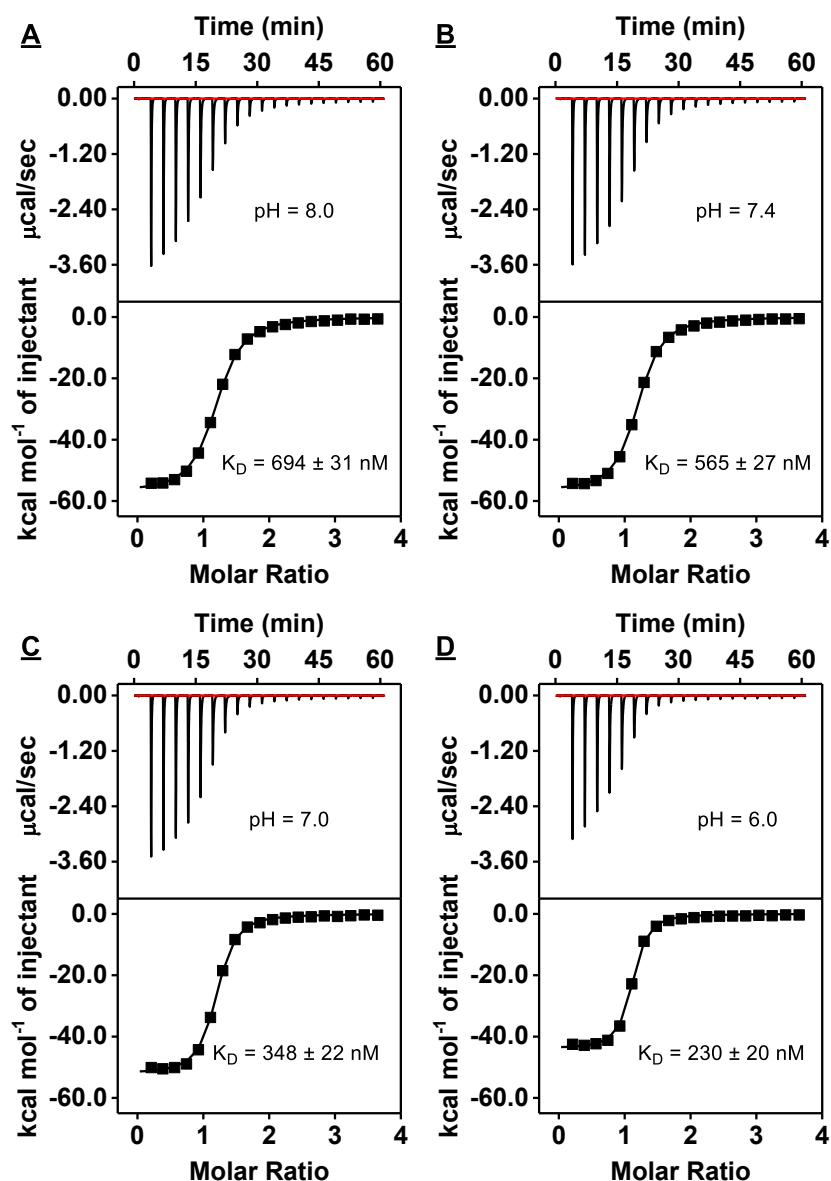 A
Time (min)
0 15 30 45 60
0.00
-1.20
-2.40
-3.60
µcal/sec
pH = 8.0
0.0
-20.0
-40.0
-60.0
kcal mol⁻¹ of injectant
K_D = 694 ± 31 nM
0 1 2 3 4
Molar Ratio
B
Time (min)
0 15 30 45 60
0.00
-1.20
-2.40
-3.60
µcal/sec
pH = 7.4
0.0
-20.0
-40.0
-60.0
kcal mol⁻¹ of injectant
K_D = 565 ± 27 nM
0 1 2 3 4
Molar Ratio
C
Time (min)
0 15 30 45 60
0.00
-1.20
-2.40
-3.60
µcal/sec
pH = 7.0
0.0
-20.0
-40.0
-60.0
kcal mol⁻¹ of injectant
K_D = 348 ± 22 nM
0 1 2 3 4
Molar Ratio
D
Time (min)
0 15 30 45 60
0.00
-1.20
-2.40
-3.60
µcal/sec
pH = 6.0
0.0
-20.0
-40.0
-60.0
kcal mol⁻¹ of injectant
K_D = 230 ± 20 nM
0 1 2 3 4
Molar Ratio